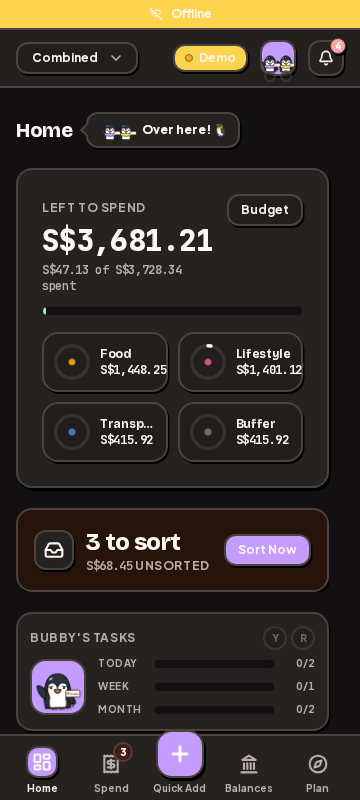 Offline
Combined
Demo
4
Home
Over here! 🐧
LEFT TO SPEND
Budget
S$3,681.21
S$47.13 of S$3,728.34
spent
Food
S$1,448.25
Lifestyle
S$1,401.12
Transp...
S$415.92
Buffer
S$415.92
3 to sort
S$68.45 UNSORTED
Sort Now
BUBBY'S TASKS
Y R
TODAY 0/2
WEEK 0/1
MONTH 0/2
3
Home
Spend
Quick Add
Balances
Plan